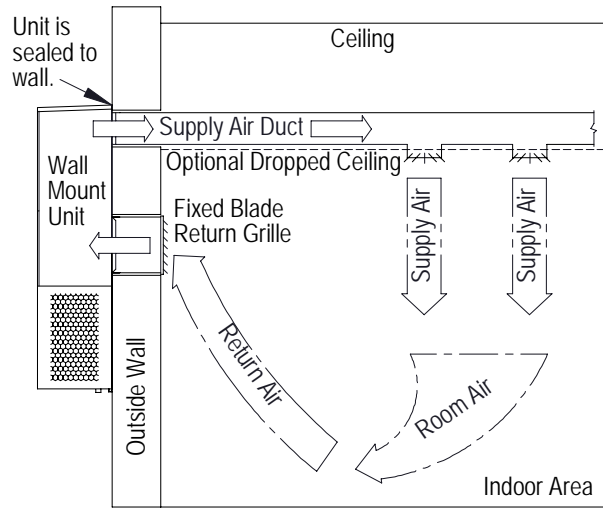 Unit is
sealed to
wall.
Ceiling
Supply Air Duct
Optional Dropped Ceiling
Wall
Mount
Unit
Fixed Blade
Return Grille
Supply Air
Supply Air
Return Air
Room Air
Outside Wall
Indoor Area